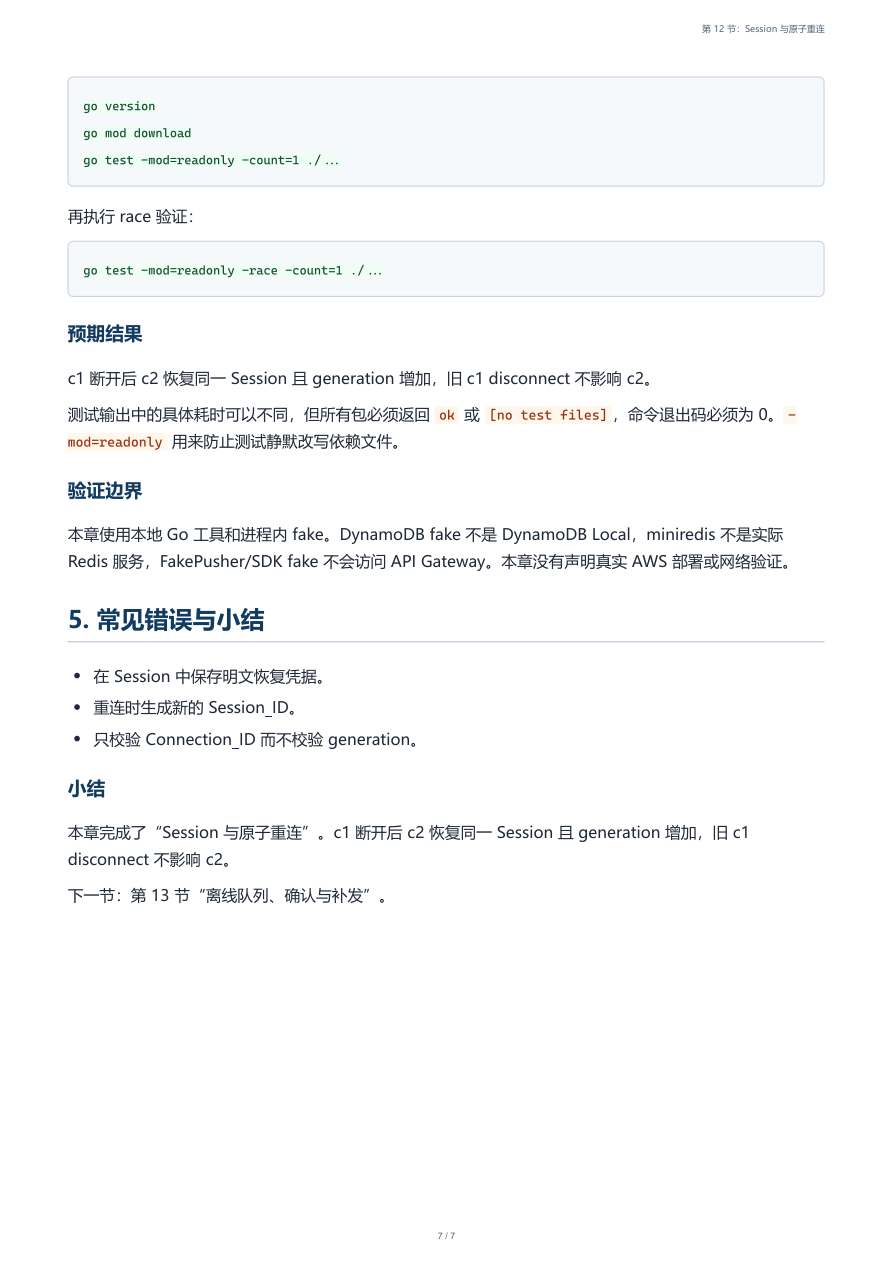 第 12 节：Session 与原子重连
go version
go mod download
go test -mod=readonly -count=1 ./...
再执行 race 验证：
go test -mod=readonly -race -count=1 ./...
预期结果
c1 断开后 c2 恢复同一 Session 且 generation 增加，旧 c1 disconnect 不影响 c2。
测试输出中的具体耗时可以不同，但所有包必须返回 ok 或 [no test files]，命令退出码必须为 0。-
mod=readonly 用来防止测试静默改写依赖文件。
验证边界
本章使用本地 Go 工具和进程内 fake。DynamoDB fake 不是 DynamoDB Local，miniredis 不是实际
Redis 服务，FakePusher/SDK fake 不会访问 API Gateway。本章没有声明真实 AWS 部署或网络验证。
5. 常见错误与小结
• 在 Session 中保存明文恢复凭据。
• 重连时生成新的 Session_ID。
• 只校验 Connection_ID 而不校验 generation。
小结
本章完成了“Session 与原子重连”。c1 断开后 c2 恢复同一 Session 且 generation 增加，旧 c1
disconnect 不影响 c2。
下一节：第 13 节“离线队列、确认与补发”。
7 / 7